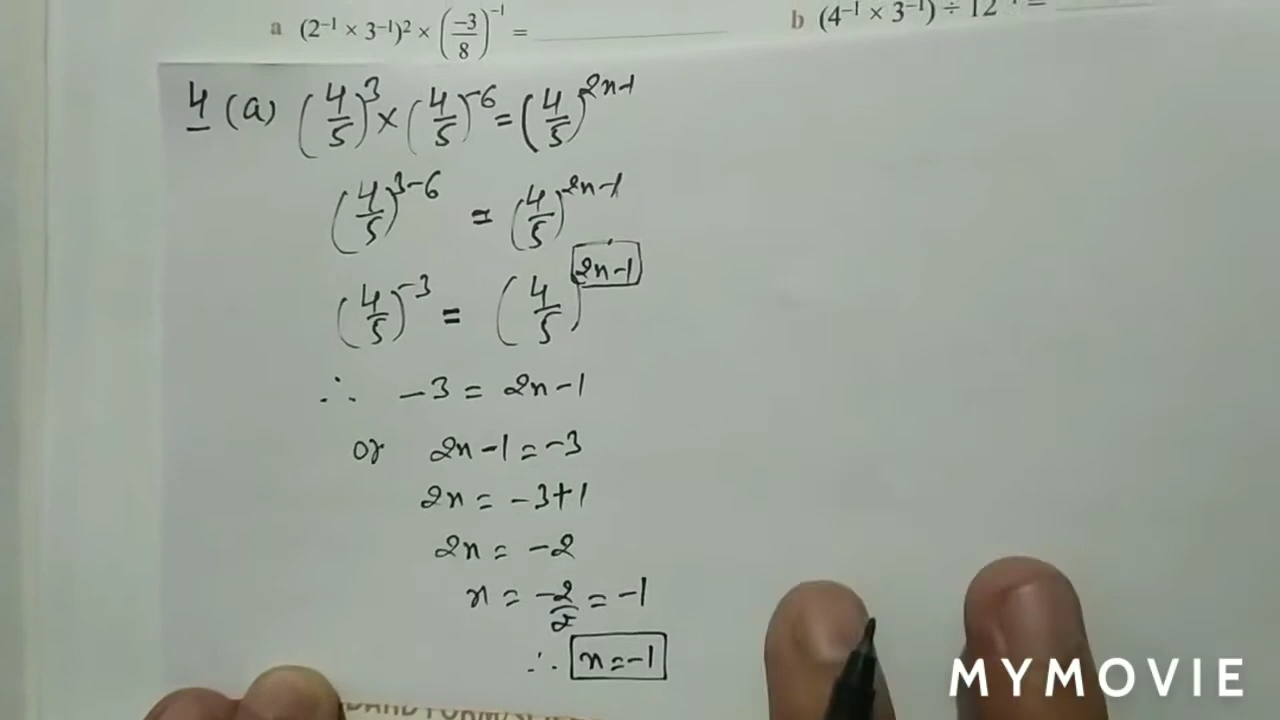 a (2⁻¹ × 3⁻¹)² × (-3/8)⁻¹ = ________
b (4⁻¹ × 3⁻¹) ÷ 12
4 (a) (4/5)³ × (4/5)⁻⁶ = (4/5)²ⁿ⁻¹
(4/5)³⁻⁶ = (4/5)²ⁿ⁻¹
(4/5)⁻³ = (4/5)²ⁿ⁻¹
∴ -3 = 2n-1
or 2n-1 = -3
2n = -3+1
2n = -2
n = -2/2 = -1
∴ n = -1
MYMOVIE